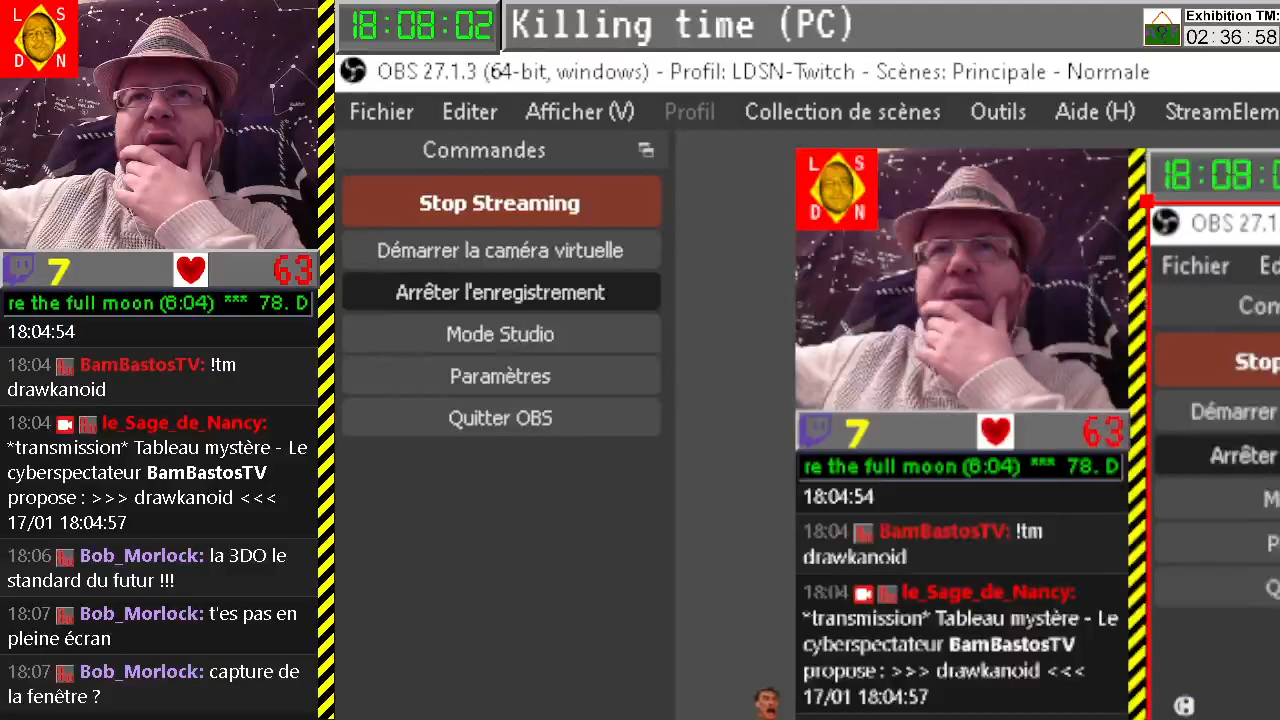 L S
D N
18:08:02
Killing time (PC)
Exhibition TM:
02:36:58
OBS 27.1.3 (64-bit, windows) - Profil: LDSN-Twitch - Scènes: Principale - Normale
Fichier Editer Afficher (V) Profil Collection de scènes Outils Aide (H) StreamElem
Commandes
Stop Streaming
Démarrer la caméra virtuelle
Arrêter l'enregistrement
Mode Studio
Paramètres
Quitter OBS
7 63
re the full moon (6:04) *** 78. D
18:04:54
18:04 BamBastosTV: !tm
drawkanoid
18:04 le_Sage_de_Nancy:
*transmission* Tableau mystère - Le
cyberspectateur BamBastosTV
propose : >>> drawkanoid <<<
17/01 18:04:57
18:06 Bob_Morlock: la 3DO le
standard du futur !!!
18:07 Bob_Morlock: t'es pas en
pleine écran
18:07 Bob_Morlock: capture de
la fenêtre ?
L S
D N
7 63
re the full moon (6:04) *** 78. D
18:04:54
18:04 BamBastosTV: !tm
drawkanoid
18:04 le_Sage_de_Nancy:
*transmission* Tableau mystère - Le
cyberspectateur BamBastosTV
propose : >>> drawkanoid <<<
17/01 18:04:57
18:08:0
OBS 27.1
Fichier Ed
Com
Stop
Démarrer
Arrêter
M
P
Q